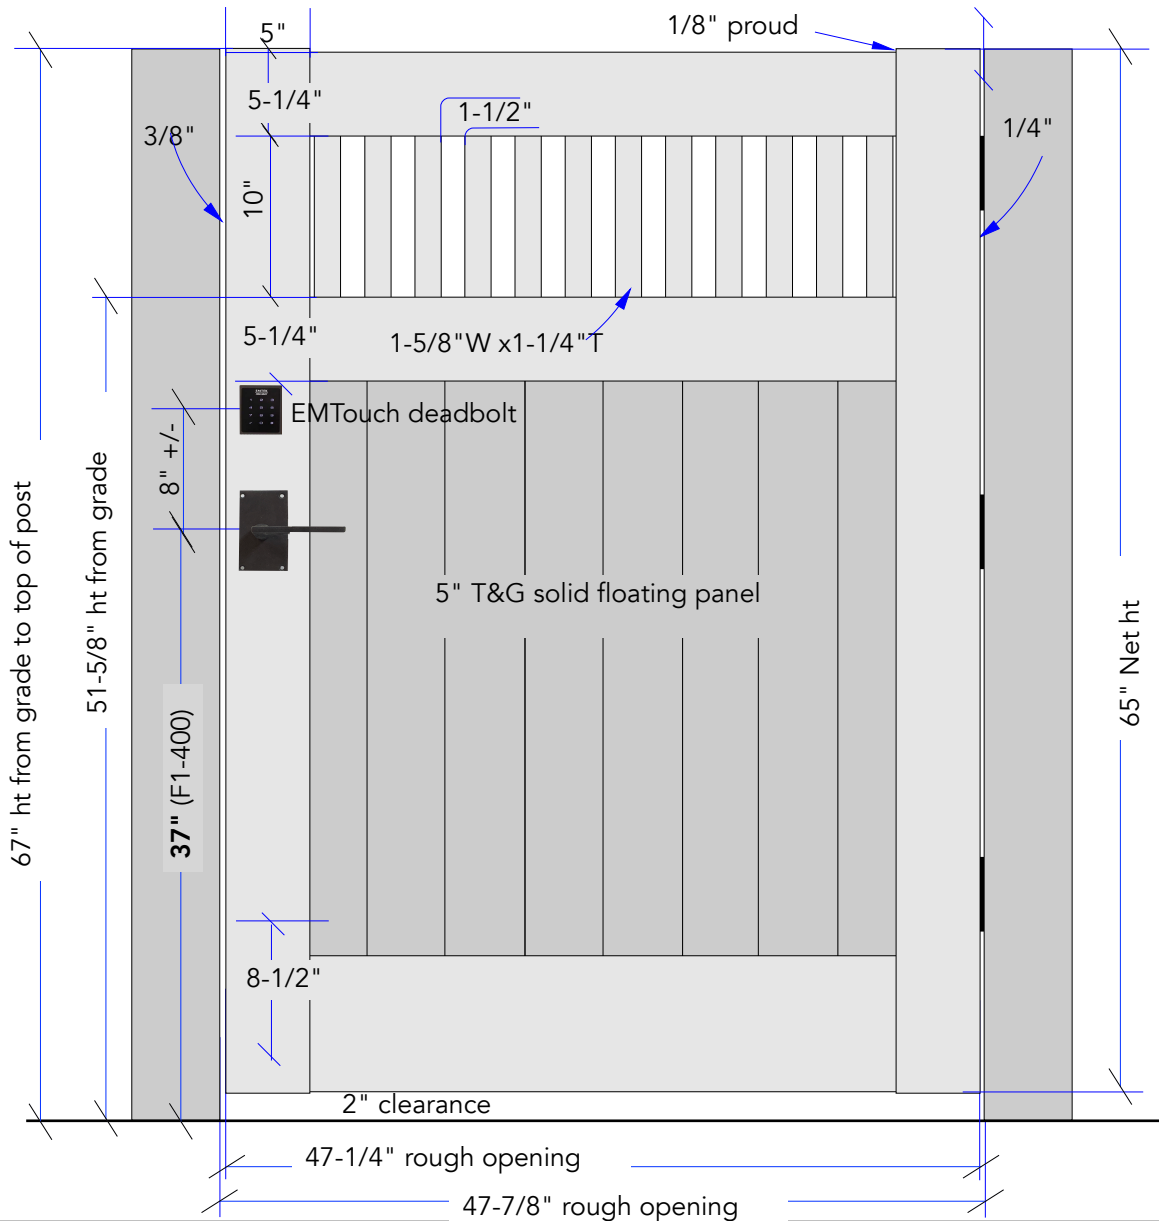 5"
1/8" proud
5-1/4"
1-1/2"
3/8"
1/4"
10"
5-1/4"
1-5/8"W x1-1/4"T
EMTouch deadbolt
8" +/-
67" ht from grade to top of post
51-5/8" ht from grade
5" T&G solid floating panel
65" Net ht
37" (F1-400)
8-1/2"
2" clearance
47-1/4" rough opening
47-7/8" rough opening